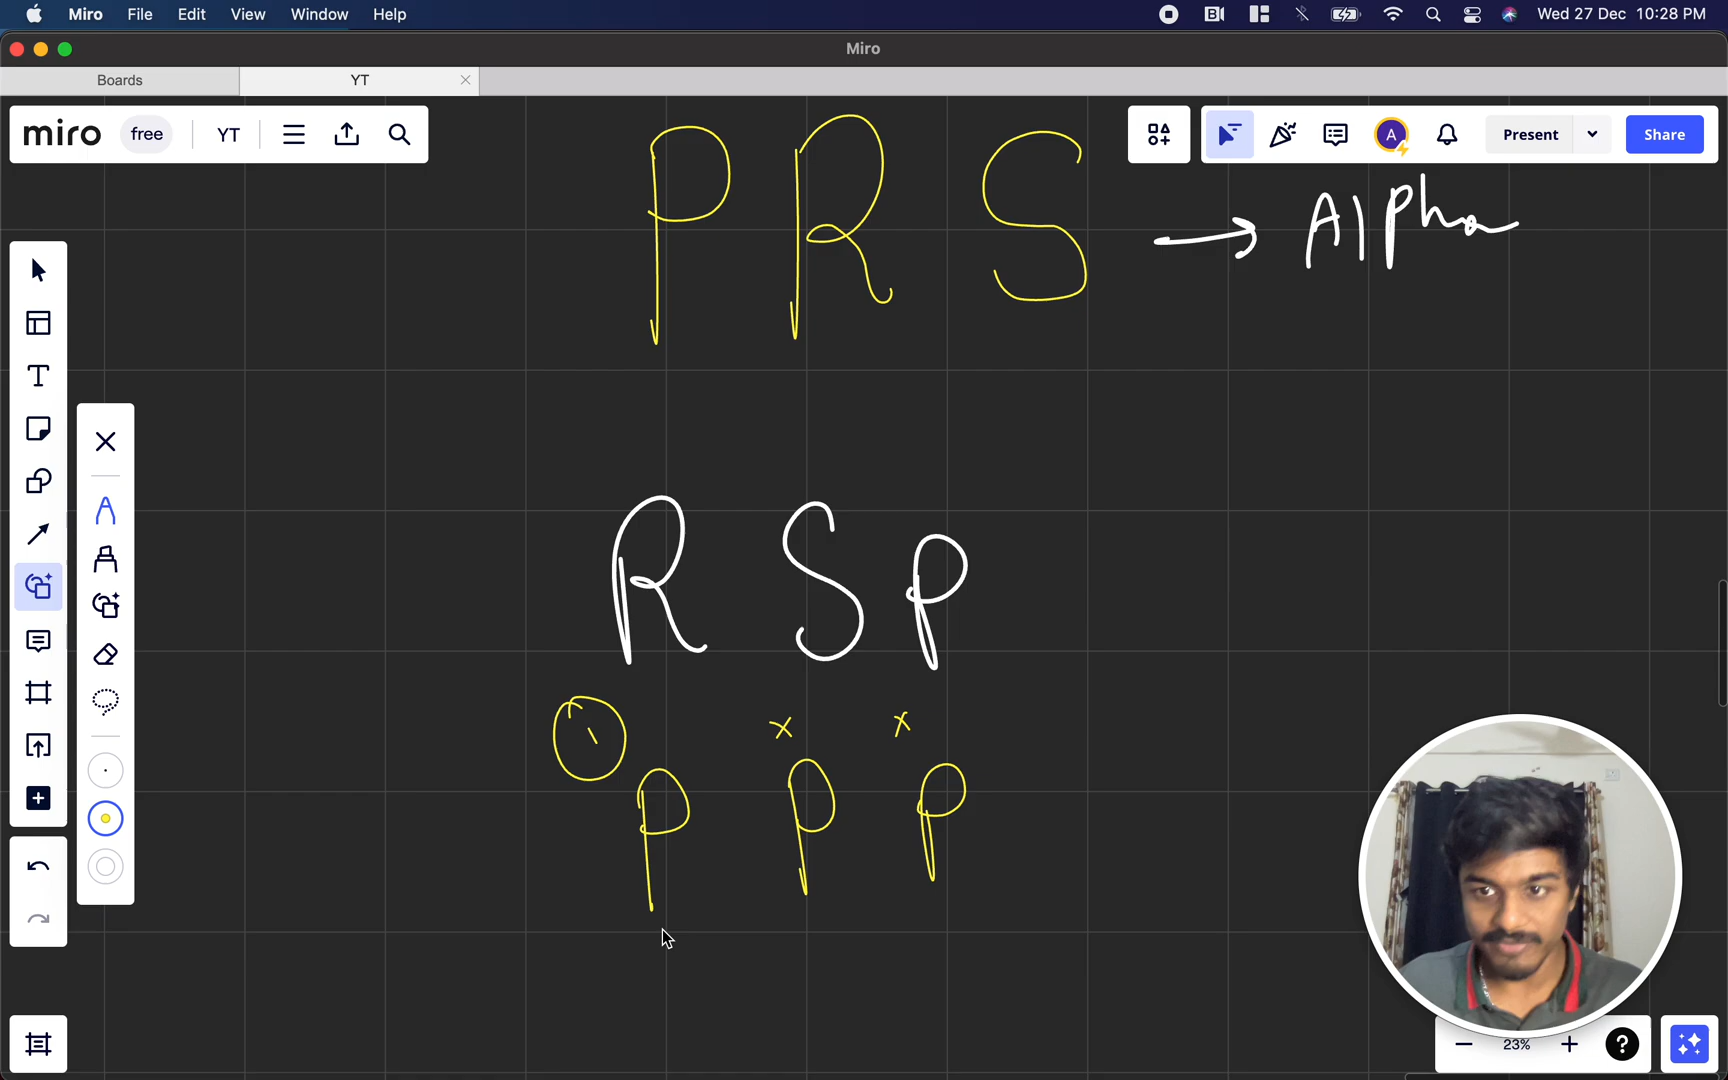 Miro File Edit View Window Help Wed 27 Dec 10:28 PM
Miro
Boards YT
miro free YT Present Share
A
P R S → Alpha
R S P
1 x x
P P P
23%